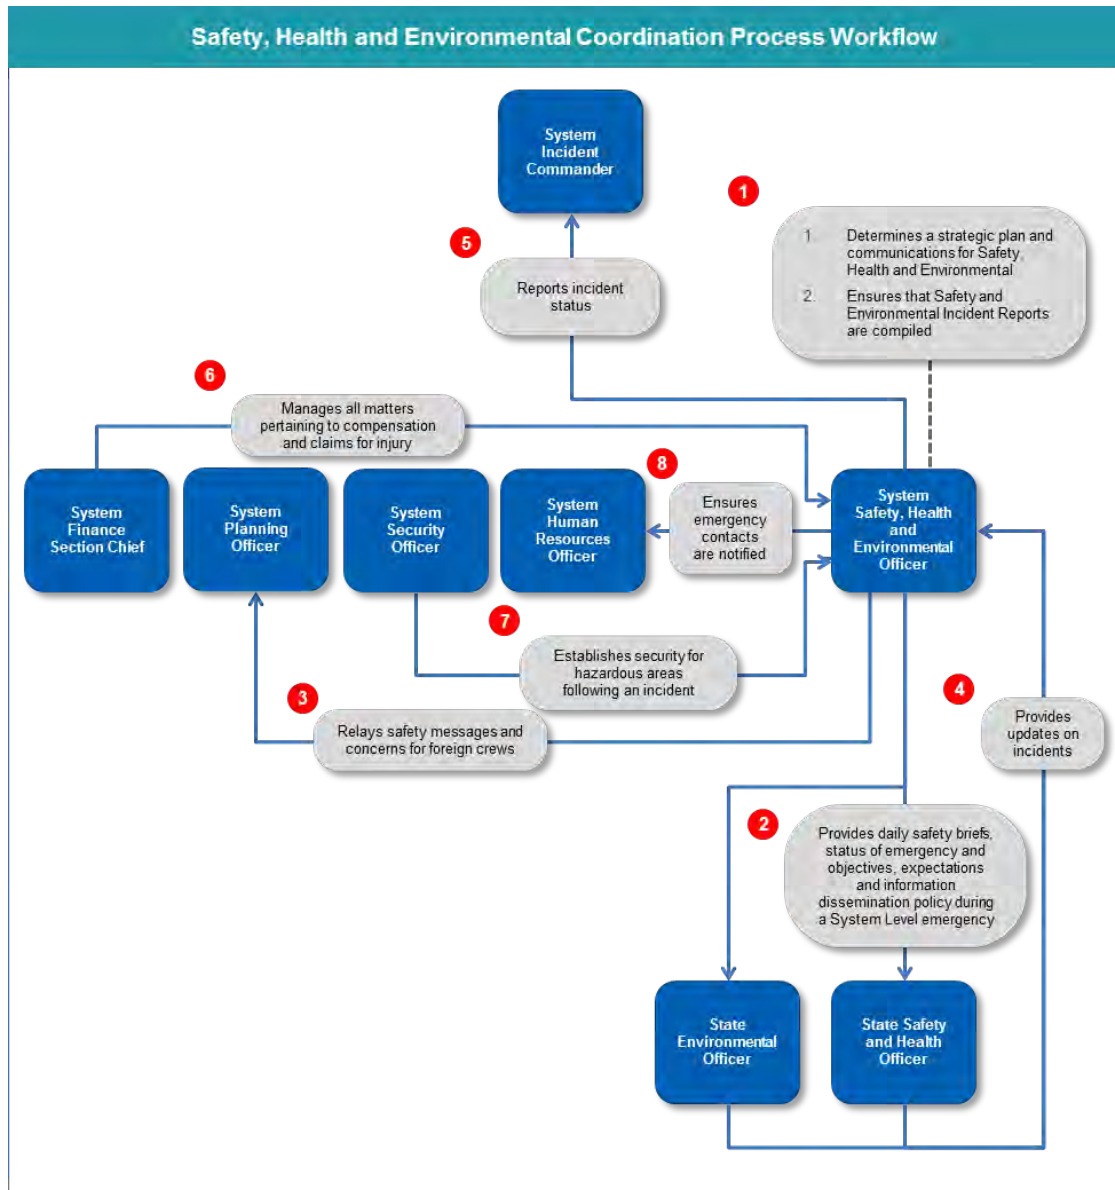 Safety, Health and Environmental Coordination Process Workflow
System
Incident
Commander
1
1. Determines a strategic plan and
communications for Safety,
Health and Environmental
2. Ensures that Safety and
Environmental Incident Reports
are compiled
5
Reports incident
status
6
Manages all matters
pertaining to compensation
and claims for injury
System
Finance
Section Chief
System
Planning
Officer
System
Security
Officer
System
Human
Resources
Officer
8
Ensures
emergency
contacts
are notified
System
Safety, Health
and
Environmental
Officer
7
Establishes security for
hazardous areas
following an incident
3
Relays safety messages and
concerns for foreign crews
4
Provides
updates on
incidents
2
Provides daily safety briefs,
status of emergency and
objectives, expectations
and information
dissemination policy during
a System Level emergency
State
Environmental
Officer
State Safety
and Health
Officer